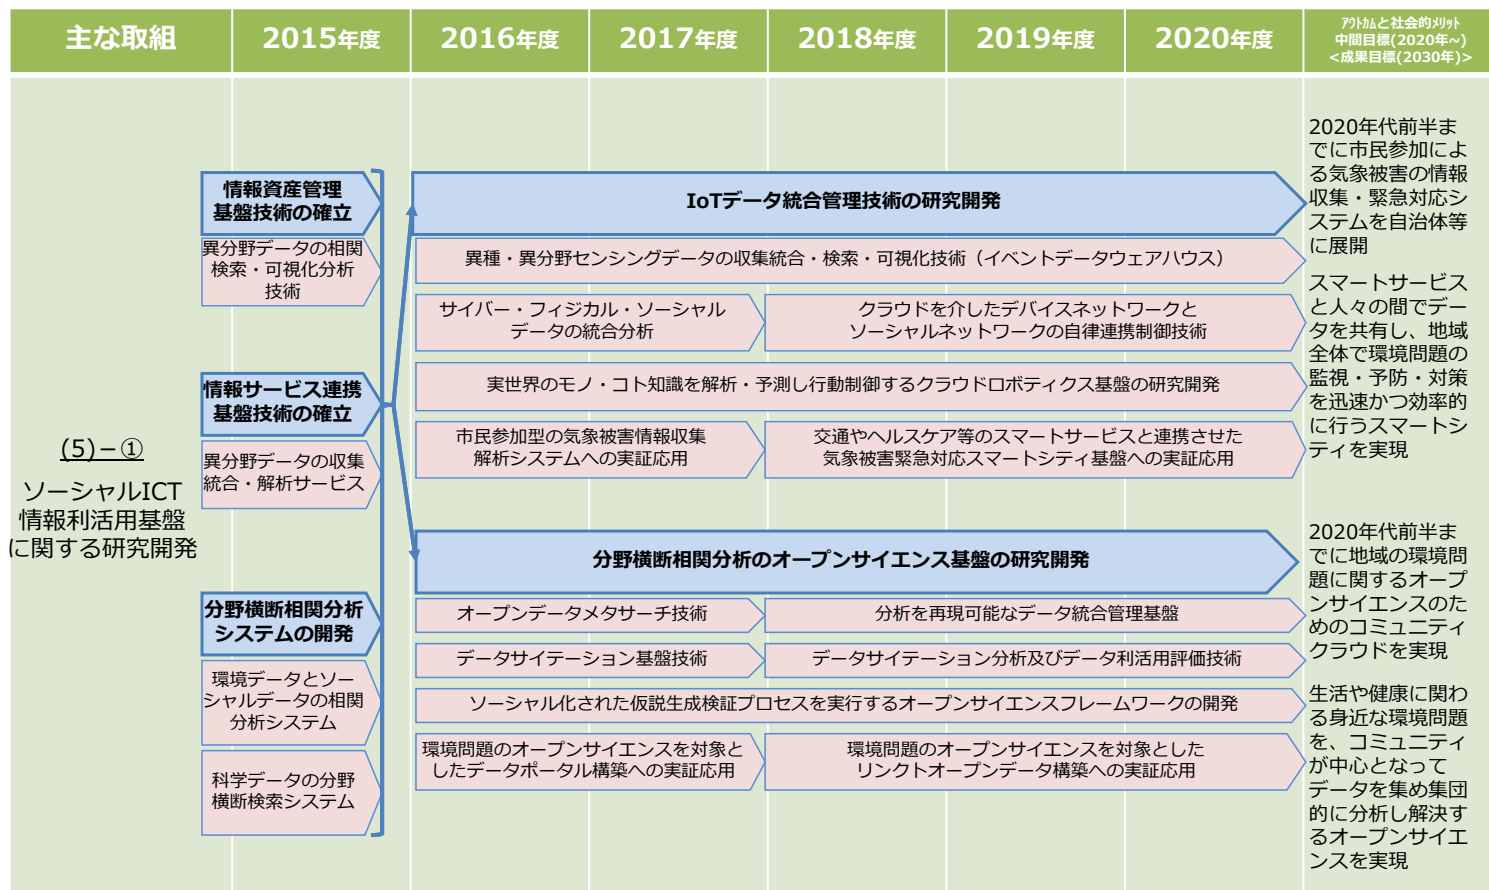 主な取組
2015年度
2016年度
2017年度
2018年度
2019年度
2020年度
ｱｳﾄｶﾑと社会的ﾒﾘｯﾄ
中間目標(2020年~)
<成果目標(2030年)>
(5)－①
ソーシャルICT
情報利活用基盤
に関する研究開発
情報資産管理
基盤技術の確立
異分野データの相関
検索・可視化分析
技術
情報サービス連携
基盤技術の確立
異分野データの収集
統合・解析サービス
分野横断相関分析
システムの開発
環境データとソー
シャルデータの相関
分析システム
科学データの分野
横断検索システム
IoTデータ統合管理技術の研究開発
異種・異分野センシングデータの収集統合・検索・可視化技術（イベントデータウェアハウス）
サイバー・フィジカル・ソーシャル
データの統合分析
クラウドを介したデバイスネットワークと
ソーシャルネットワークの自律連携制御技術
実世界のモノ・コト知識を解析・予測し行動制御するクラウドロボティクス基盤の研究開発
市民参加型の気象被害情報収集
解析システムへの実証応用
交通やヘルスケア等のスマートサービスと連携させた
気象被害緊急対応スマートシティ基盤への実証応用
分野横断相関分析のオープンサイエンス基盤の研究開発
オープンデータメタサーチ技術
分析を再現可能なデータ統合管理基盤
データサイテーション基盤技術
データサイテーション分析及びデータ利活用評価技術
ソーシャル化された仮説生成検証プロセスを実行するオープンサイエンスフレームワークの開発
環境問題のオープンサイエンスを対象と
したデータポータル構築への実証応用
環境問題のオープンサイエンスを対象とした
リンクトオープンデータ構築への実証応用
2020年代前半ま
でに市民参加によ
る気象被害の情報
収集・緊急対応シ
ステムを自治体等
に展開
スマートサービス
と人々の間でデー
タを共有し、地域
全体で環境問題の
監視・予防・対策
を迅速かつ効率的
に行うスマートシ
ティを実現
2020年代前半ま
でに地域の環境問
題に関するオープ
ンサイエンスのた
めのコミュニティ
クラウドを実現
生活や健康に関わ
る身近な環境問題
を、コミュニティ
が中心となって
データを集め集団
的に分析し解決す
るオープンサイエ
ンスを実現